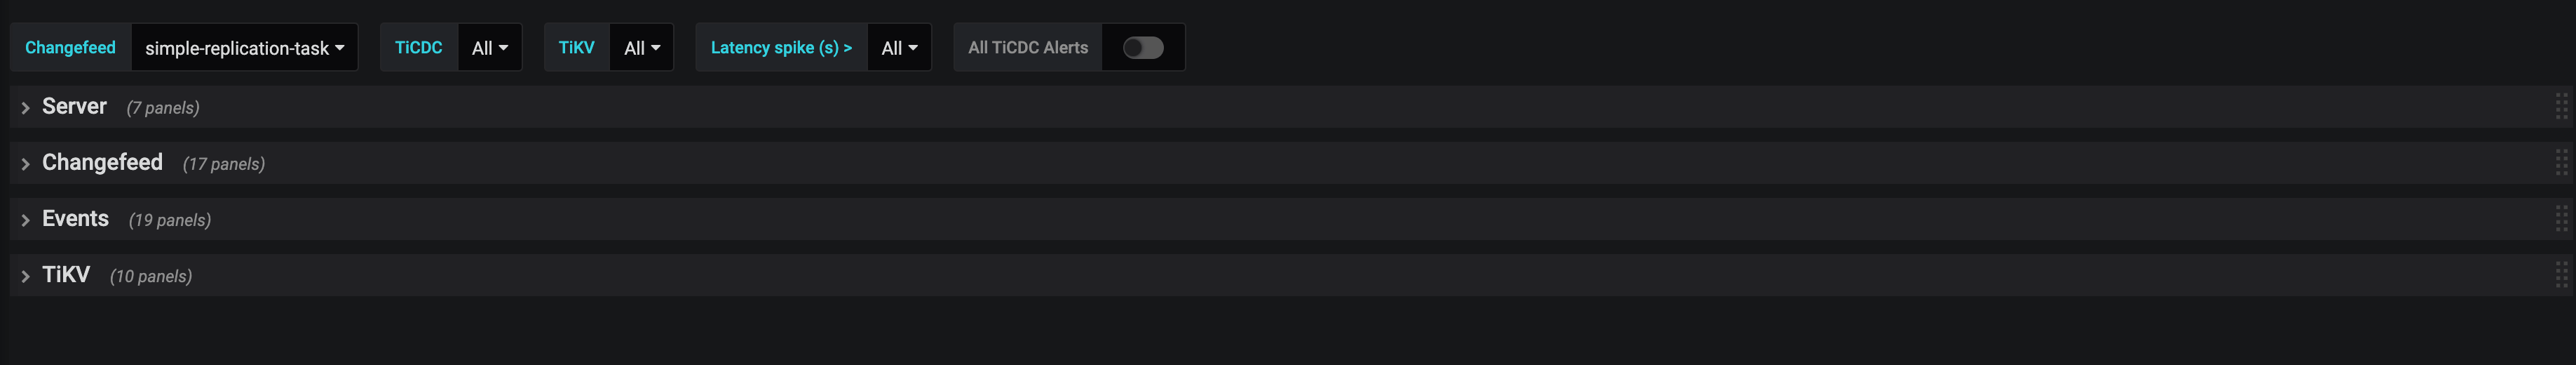 Changefeed simple-replication-task TiCDC All TiKV All Latency spike (s) > All All TiCDC Alerts
Server (7 panels)
Changefeed (17 panels)
Events (19 panels)
TiKV (10 panels)